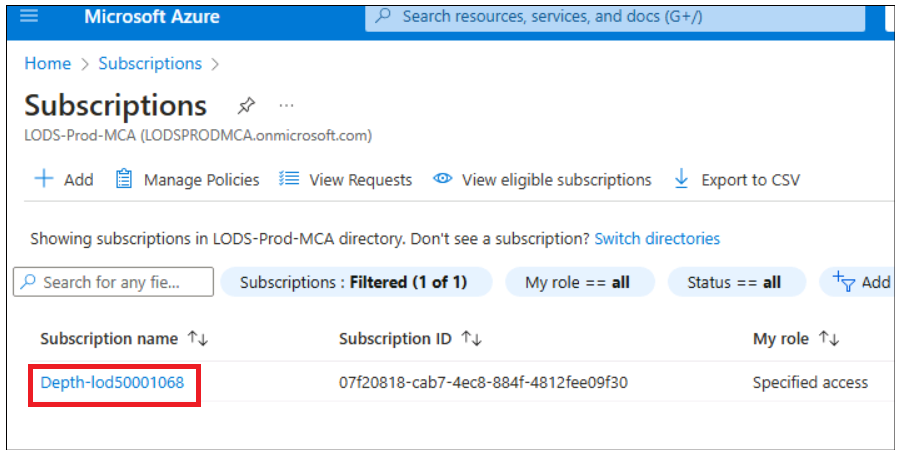 Microsoft Azure
Search resources, services, and docs (G+/)
Home > Subscriptions >
Subscriptions ...
LODS-Prod-MCA (LODSPRODMCA.onmicrosoft.com)
Add Manage Policies View Requests View eligible subscriptions Export to CSV
Showing subscriptions in LODS-Prod-MCA directory. Don't see a subscription? Switch directories
Search for any fie... Subscriptions : Filtered (1 of 1) My role == all Status == all Add
Subscription name ↑↓ Subscription ID ↑↓ My role ↑↓
Depth-lod50001068 07f20818-cab7-4ec8-884f-4812fee09f30 Specified access